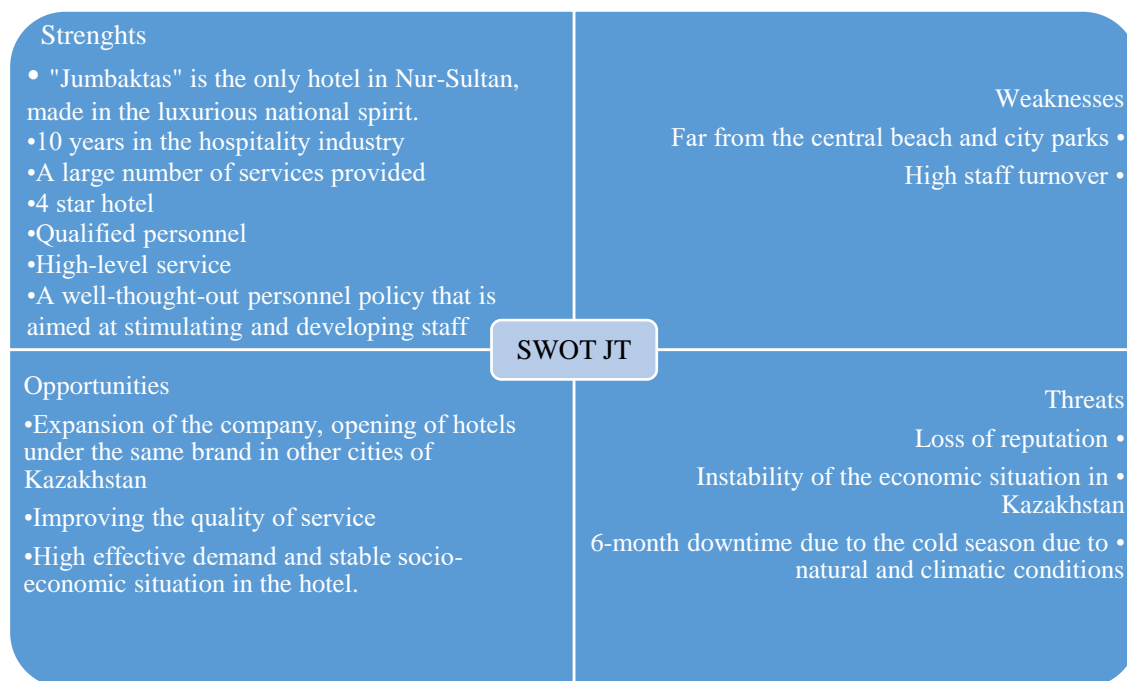 Strenghts
• "Jumbaktas" is the only hotel in Nur-Sultan,
made in the luxurious national spirit.
•10 years in the hospitality industry
•A large number of services provided
•4 star hotel
•Qualified personnel
•High-level service
•A well-thought-out personnel policy that is
aimed at stimulating and developing staff
Weaknesses
Far from the central beach and city parks •
High staff turnover •
SWOT JT
Opportunities
•Expansion of the company, opening of hotels
under the same brand in other cities of
Kazakhstan
•Improving the quality of service
•High effective demand and stable socio-
economic situation in the hotel.
Threats
Loss of reputation •
Instability of the economic situation in •
Kazakhstan
6-month downtime due to the cold season due to •
natural and climatic conditions